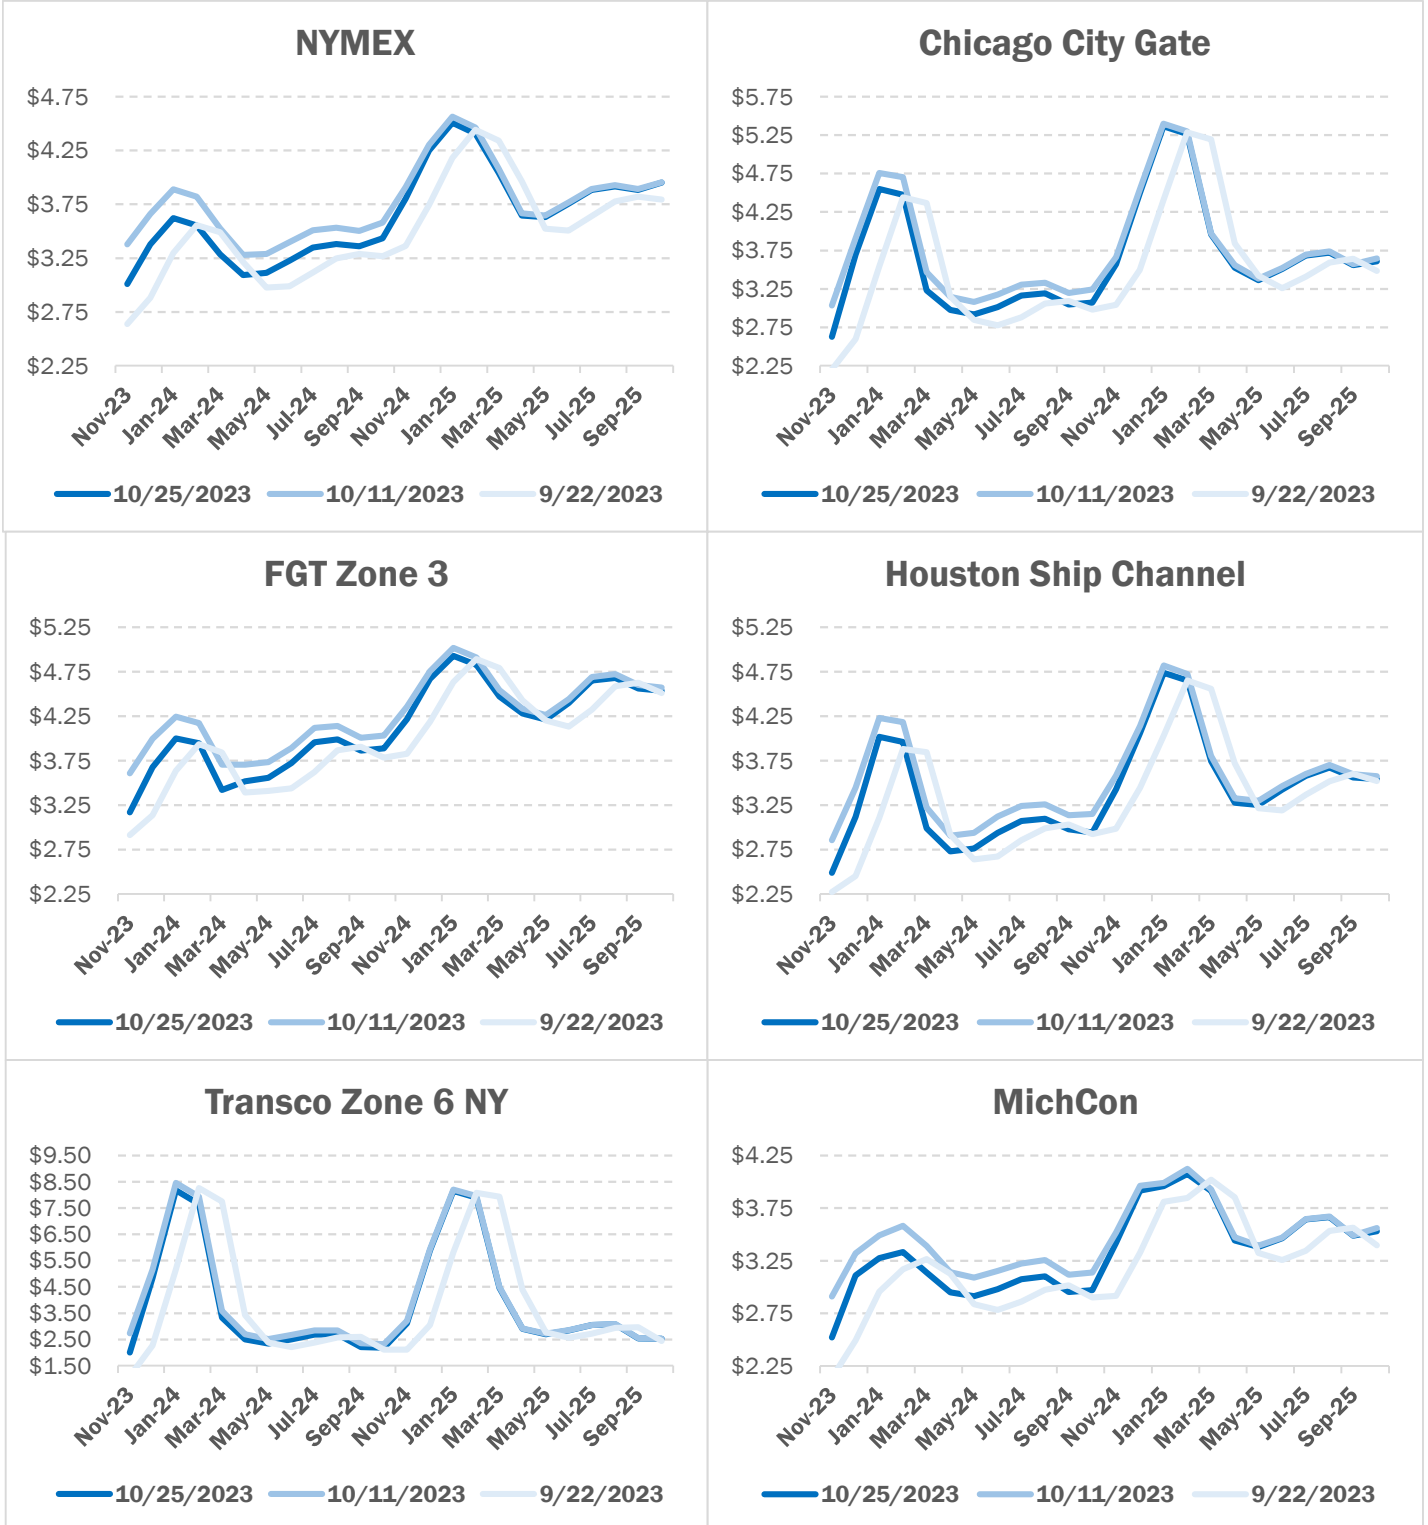 NYMEX
$4.75
$4.25
$3.75
$3.25
$2.75
$2.25
Nov-23 Jan-24 Mar-24 May-24 Jul-24 Sep-24 Nov-24 Jan-25 Mar-25 May-25 Jul-25 Sep-25
10/25/2023 10/11/2023 9/22/2023
Chicago City Gate
$5.75
$5.25
$4.75
$4.25
$3.75
$3.25
$2.75
$2.25
Nov-23 Jan-24 Mar-24 May-24 Jul-24 Sep-24 Nov-24 Jan-25 Mar-25 May-25 Jul-25 Sep-25
10/25/2023 10/11/2023 9/22/2023
FGT Zone 3
$5.25
$4.75
$4.25
$3.75
$3.25
$2.75
$2.25
Nov-23 Jan-24 Mar-24 May-24 Jul-24 Sep-24 Nov-24 Jan-25 Mar-25 May-25 Jul-25 Sep-25
10/25/2023 10/11/2023 9/22/2023
Houston Ship Channel
$5.25
$4.75
$4.25
$3.75
$3.25
$2.75
$2.25
Nov-23 Jan-24 Mar-24 May-24 Jul-24 Sep-24 Nov-24 Jan-25 Mar-25 May-25 Jul-25 Sep-25
10/25/2023 10/11/2023 9/22/2023
Transco Zone 6 NY
$9.50
$8.50
$7.50
$6.50
$5.50
$4.50
$3.50
$2.50
$1.50
Nov-23 Jan-24 Mar-24 May-24 Jul-24 Sep-24 Nov-24 Jan-25 Mar-25 May-25 Jul-25 Sep-25
10/25/2023 10/11/2023 9/22/2023
MichCon
$4.25
$3.75
$3.25
$2.75
$2.25
Nov-23 Jan-24 Mar-24 May-24 Jul-24 Sep-24 Nov-24 Jan-25 Mar-25 May-25 Jul-25 Sep-25
10/25/2023 10/11/2023 9/22/2023